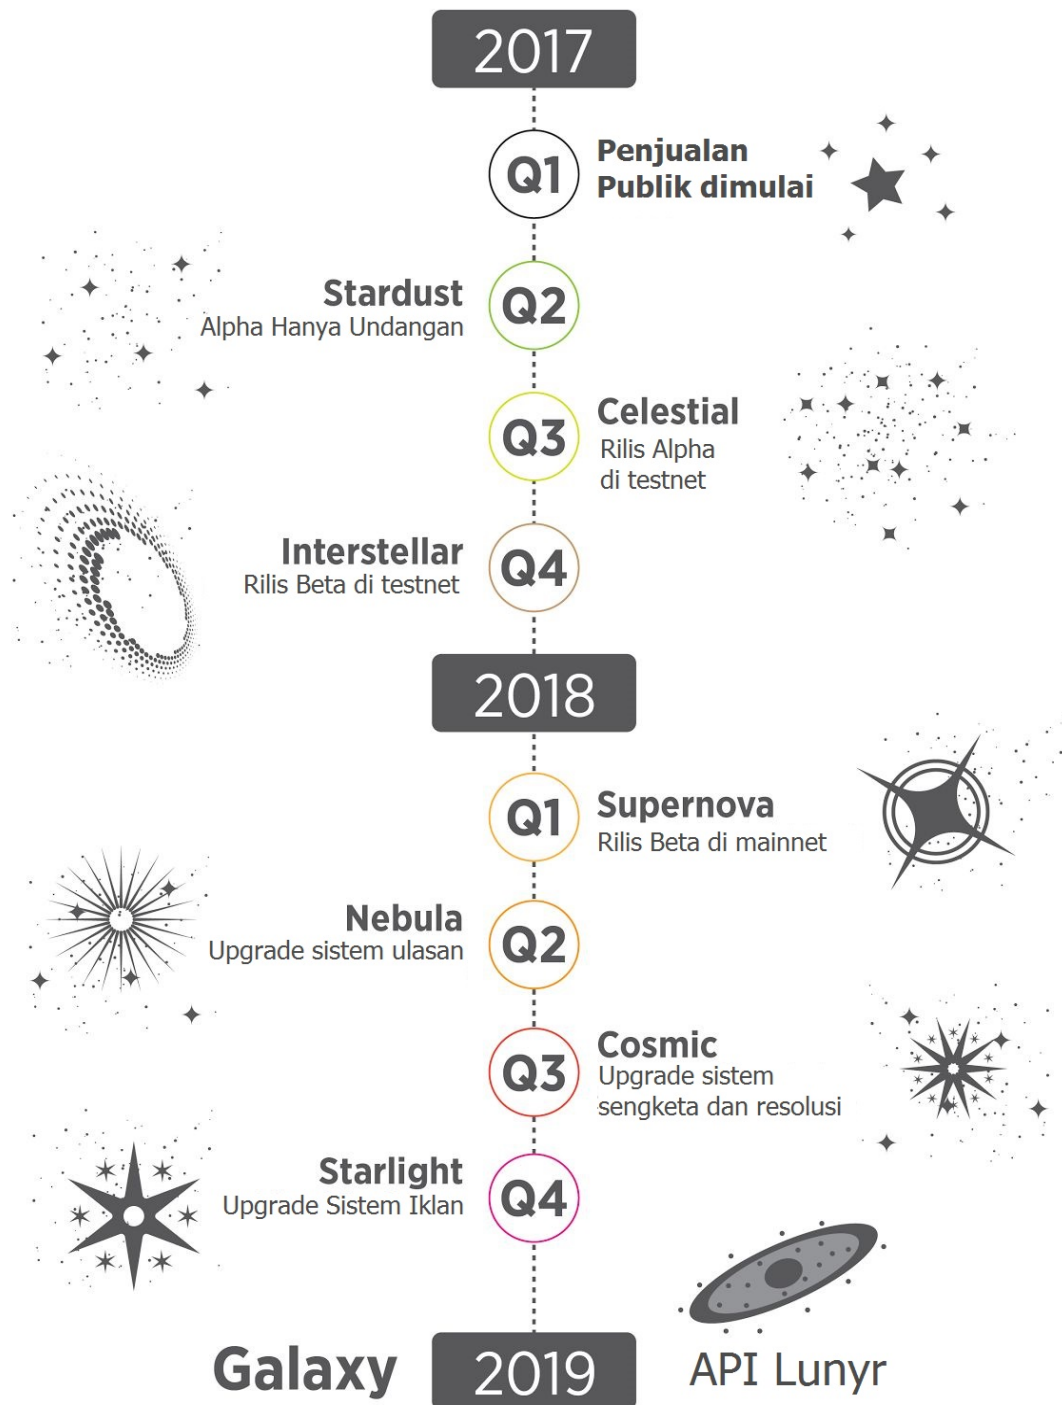 2017
Q1
Penjualan
Publik dimulai
Stardust
Alpha Hanya Undangan
Q2
Q3
Celestial
Rilis Alpha
di testnet
Interstellar
Rilis Beta di testnet
Q4
2018
Q1
Supernova
Rilis Beta di mainnet
Nebula
Upgrade sistem ulasan
Q2
Q3
Cosmic
Upgrade sistem
sengketa dan resolusi
Starlight
Upgrade Sistem Iklan
Q4
Galaxy
2019
API Lunyr